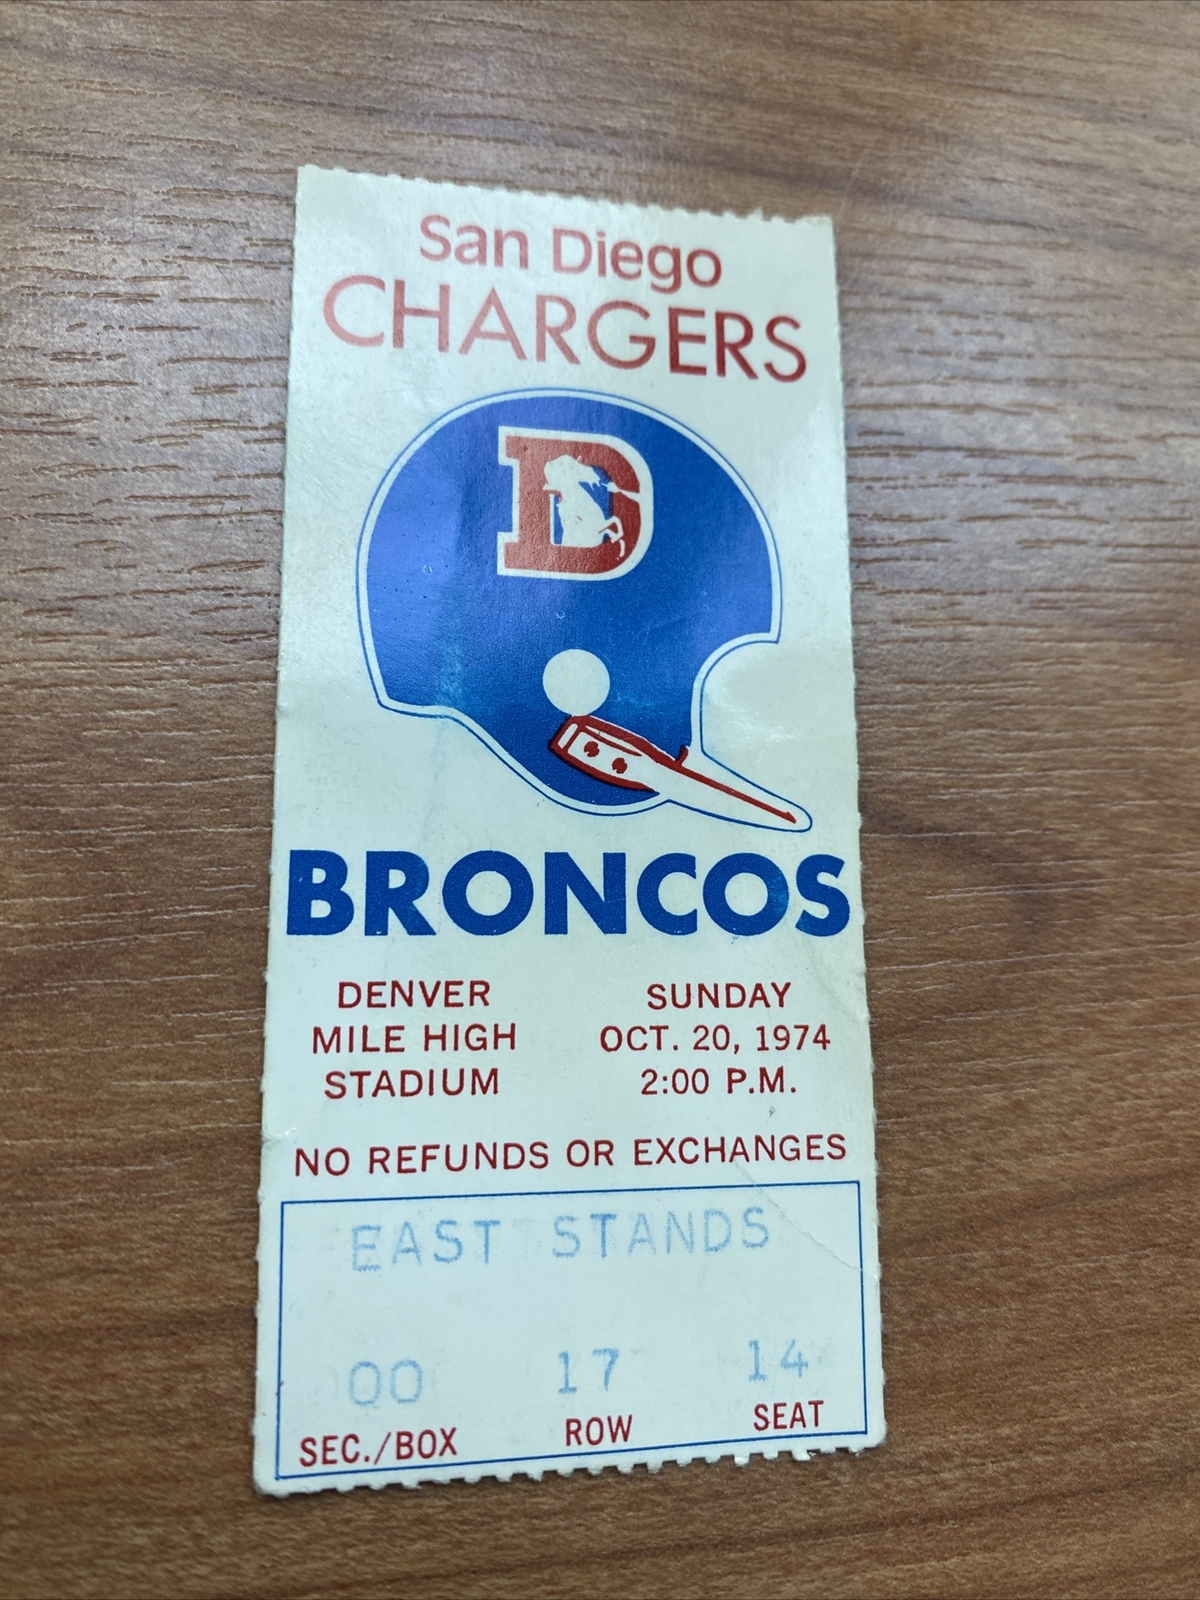 San Diego
CHARGERS
D
BRONCOS
DENVER
MILE HIGH
STADIUM
SUNDAY
OCT. 20, 1974
2:00 P.M.
NO REFUNDS OR EXCHANGES
EAST STANDS
00 17 14
SEC./BOX ROW SEAT